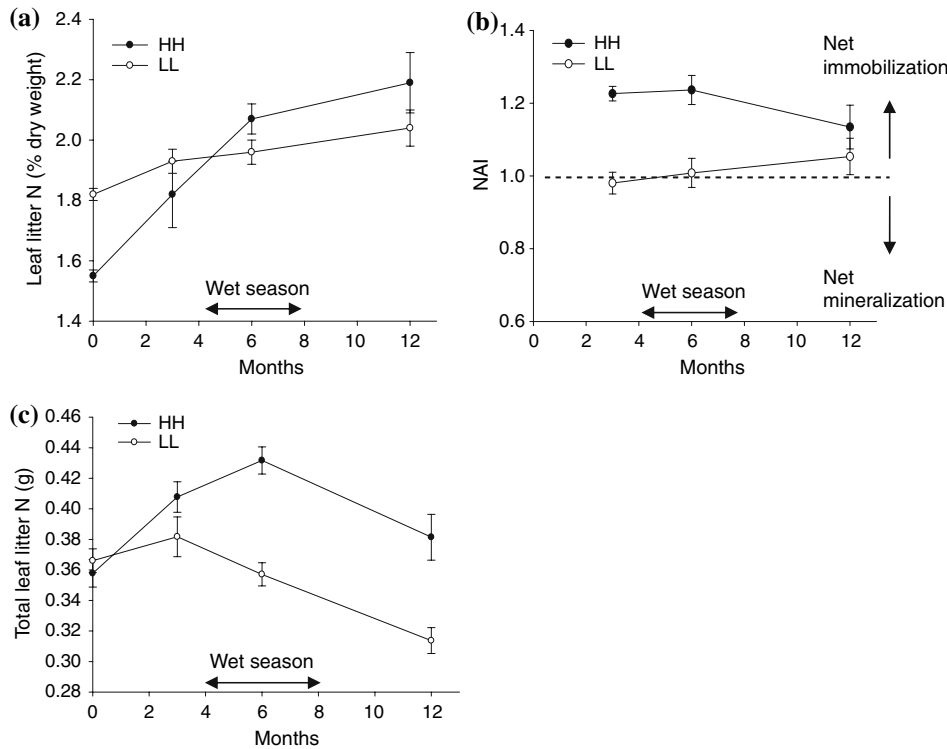 (a)
2.4
2.2
2.0
1.8
1.6
1.4
Leaf litter N (% dry weight)
HH
LL
Wet season
0 2 4 6 8 10 12
Months
(b)
1.4
1.2
1.0
0.8
0.6
NAI
HH
LL
Net
immobilization
Net
mineralization
Wet season
0 2 4 6 8 10 12
Months
(c)
0.46
0.44
0.42
0.40
0.38
0.36
0.34
0.32
0.30
0.28
Total leaf litter N (g)
HH
LL
Wet season
0 2 4 6 8 10 12
Months